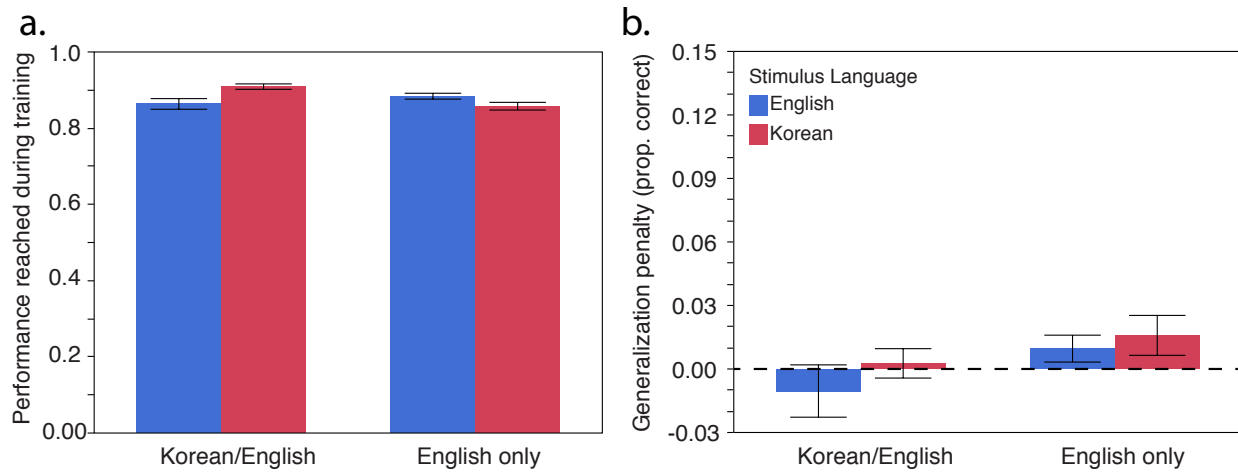 a.
Performance reached during training
1.0
0.8
0.6
0.4
0.2
0.00
Korean/English
English only
b.
Generalization penalty (prop. correct)
0.15
0.12
0.09
0.06
0.03
0.00
-0.03
Stimulus Language
English
Korean
Korean/English
English only